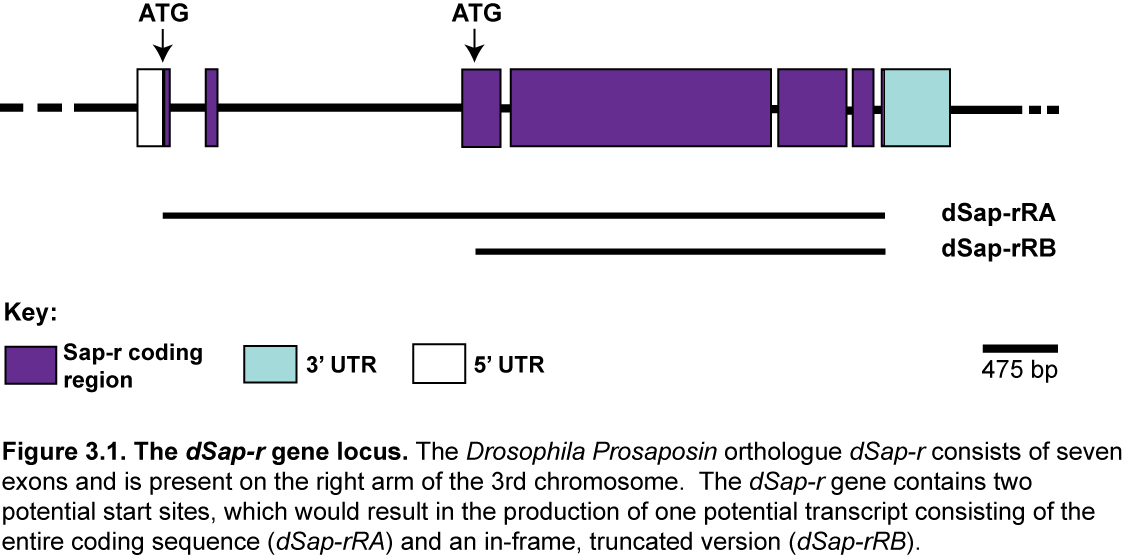 ATG ATG
dSap-rRA
dSap-rRB
Key:
Sap-r coding
region
3’ UTR
5’ UTR
475 bp
Figure 3.1. The dSap-r gene locus. The Drosophila Prosaposin orthologue dSap-r consists of seven
exons and is present on the right arm of the 3rd chromosome.  The dSap-r gene contains two
potential start sites, which would result in the production of one potential transcript consisting of the
entire coding sequence (dSap-rRA) and an in-frame, truncated version (dSap-rRB).